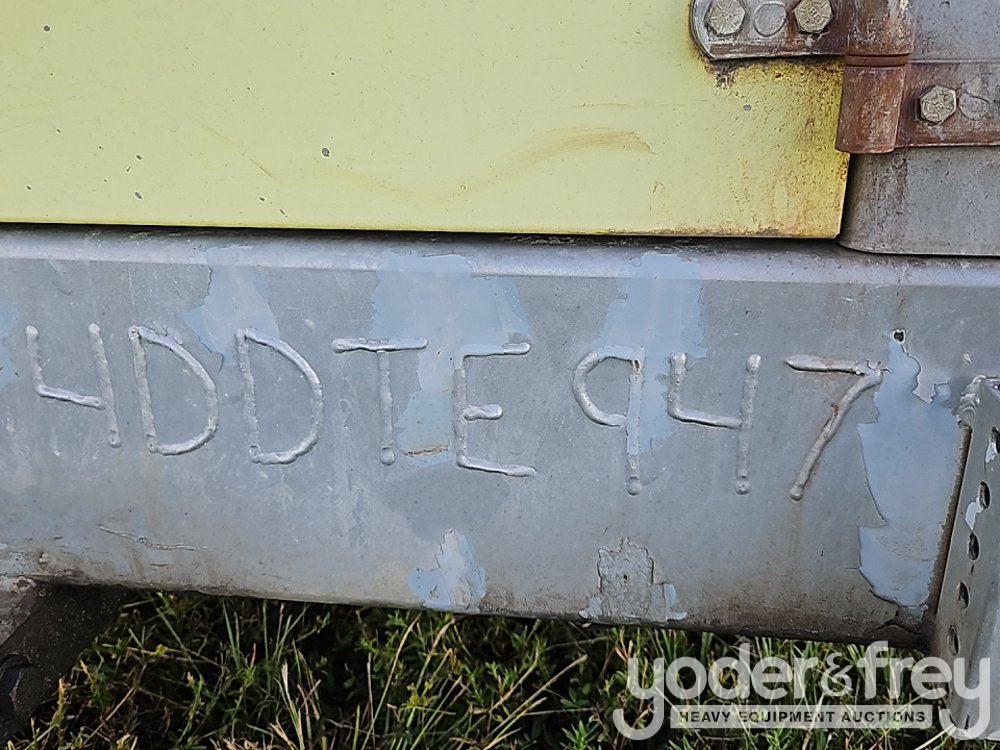 4DDTE947
yoder&frey
HEAVY EQUIPMENT AUCTIONS